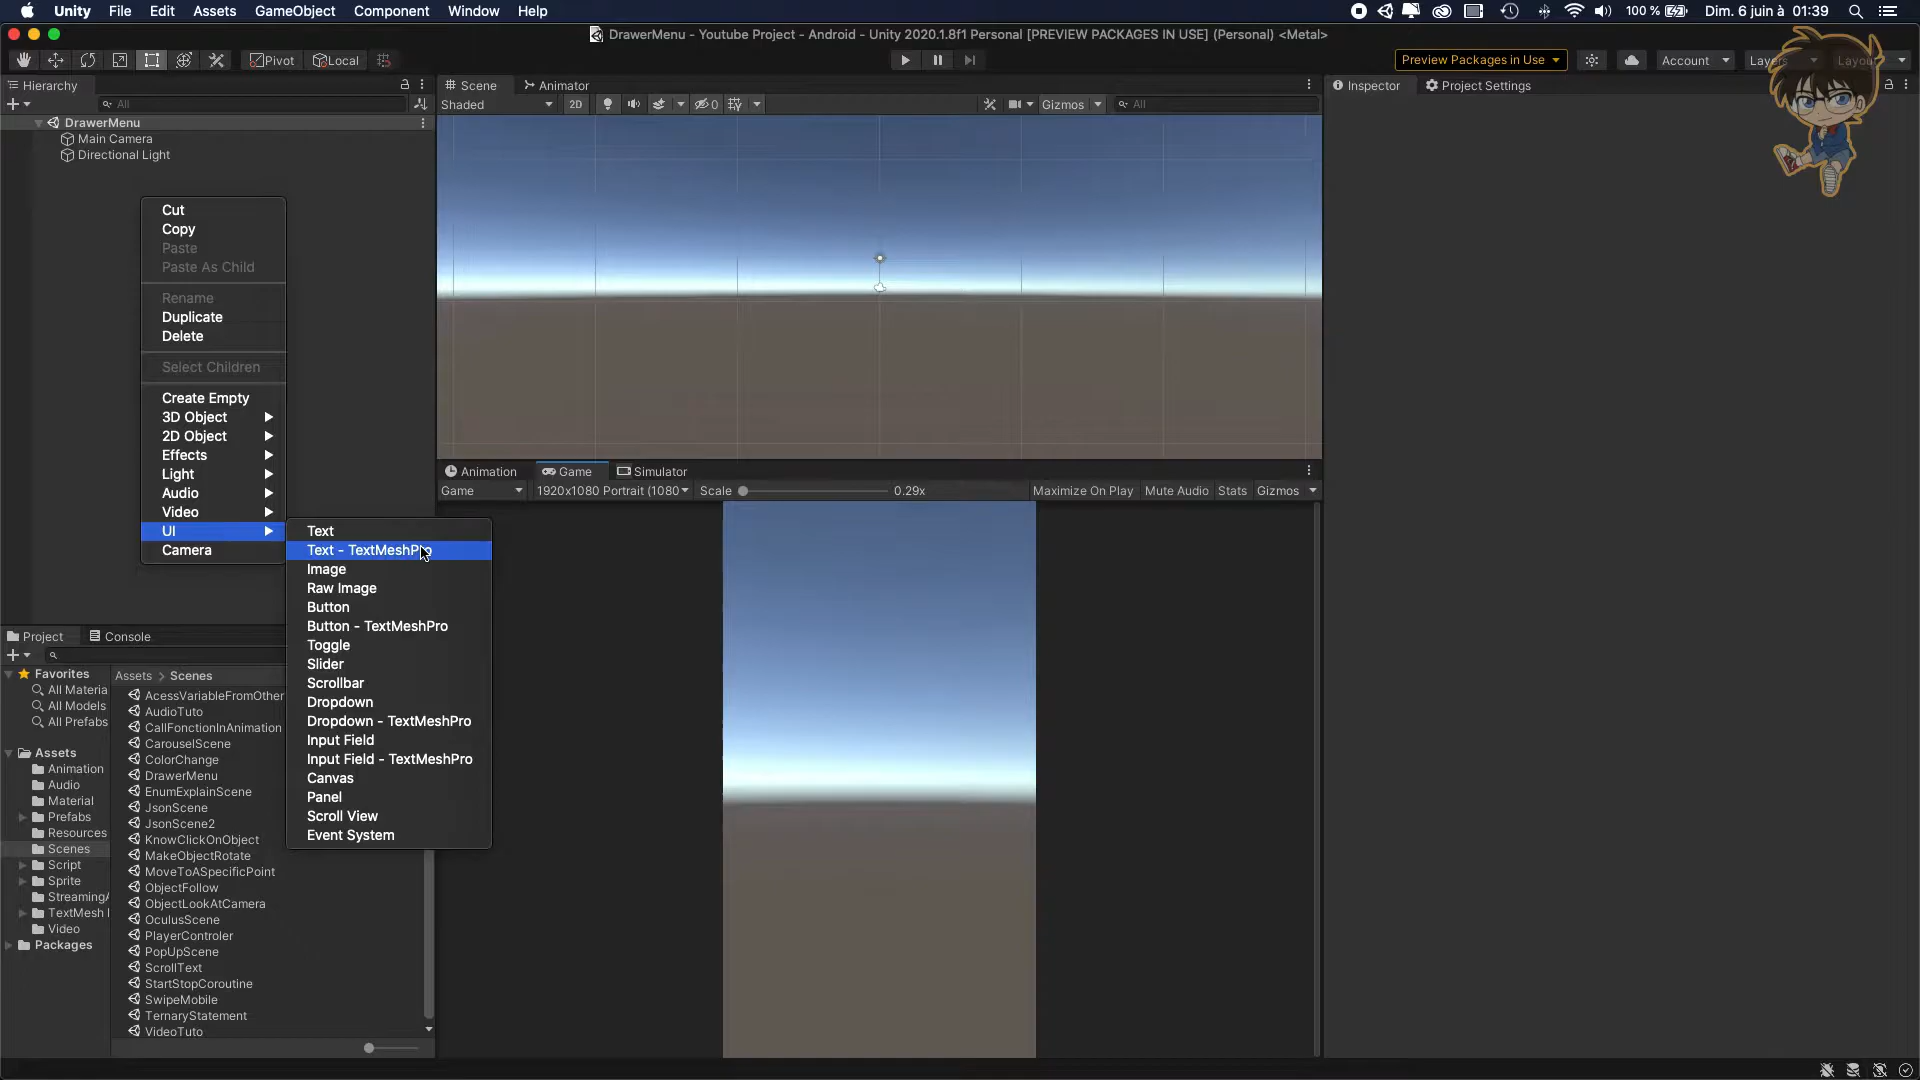 Unity File Edit Assets GameObject Component Window Help
100 % Dim. 6 juin à 01:39
DrawerMenu - Youtube Project - Android - Unity 2020.1.8f1 Personal [PREVIEW PACKAGES IN USE] (Personal) <Metal>
Pivot Local
Preview Packages in Use Account
Hierarchy
All
DrawerMenu
Main Camera
Directional Light
Cut
Copy
Paste
Paste As Child
Rename
Duplicate
Delete
Select Children
Create Empty
3D Object
2D Object
Effects
Light
Audio
Video
UI
Camera
Text
Text - TextMeshPro
Image
Raw Image
Button
Button - TextMeshPro
Toggle
Slider
Scrollbar
Dropdown
Dropdown - TextMeshPro
Input Field
Input Field - TextMeshPro
Canvas
Panel
Scroll View
Event System
Scene Animator
Shaded 2D 0 Gizmos All
Animation Game Simulator
Game 1920x1080 Portrait (1080 Scale 0.29x Maximize On Play Mute Audio Stats Gizmos
Inspector Project Settings
Project Console
Favorites
All Materia
All Models
All Prefabs
Assets
Animation
Audio
Material
Prefabs
Resources
Scenes
Script
Sprite
Streaming
TextMesh
Video
Packages
Assets > Scenes
AcessVariableFromOther
AudioTuto
CallFonctionInAnimation
CarouselScene
ColorChange
DrawerMenu
EnumExplainScene
JsonScene
JsonScene2
KnowClickOnObject
MakeObjectRotate
MoveToASpecificPoint
ObjectFollow
ObjectLookAtCamera
OculusScene
PlayerControler
PopUpScene
ScrollText
StartStopCoroutine
SwipeMobile
TernaryStatement
VideoTuto